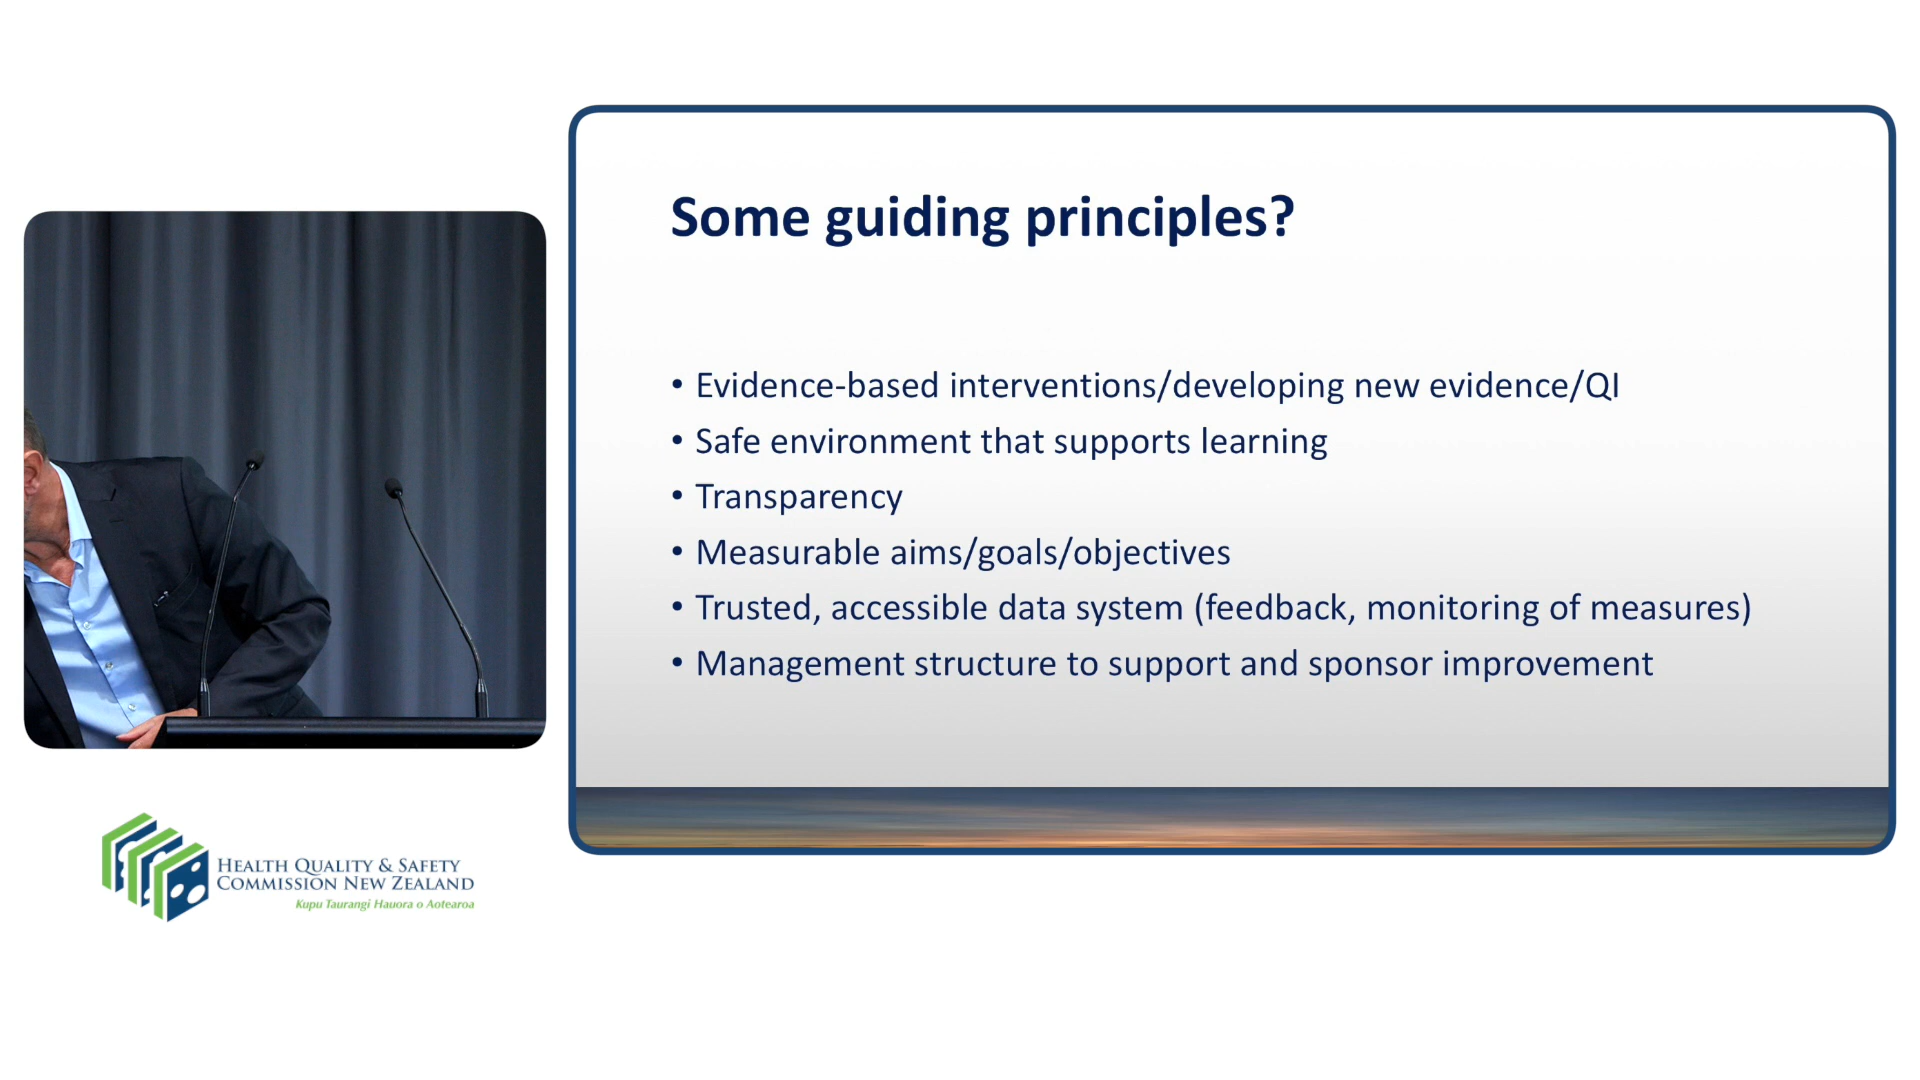 Some guiding principles?
• Evidence-based interventions/developing new evidence/QI
• Safe environment that supports learning
• Transparency
• Measurable aims/goals/objectives
• Trusted, accessible data system (feedback, monitoring of measures)
• Management structure to support and sponsor improvement
HEALTH QUALITY & SAFETY
COMMISSION NEW ZEALAND
Kupu Taurangi Hauora o Aotearoa